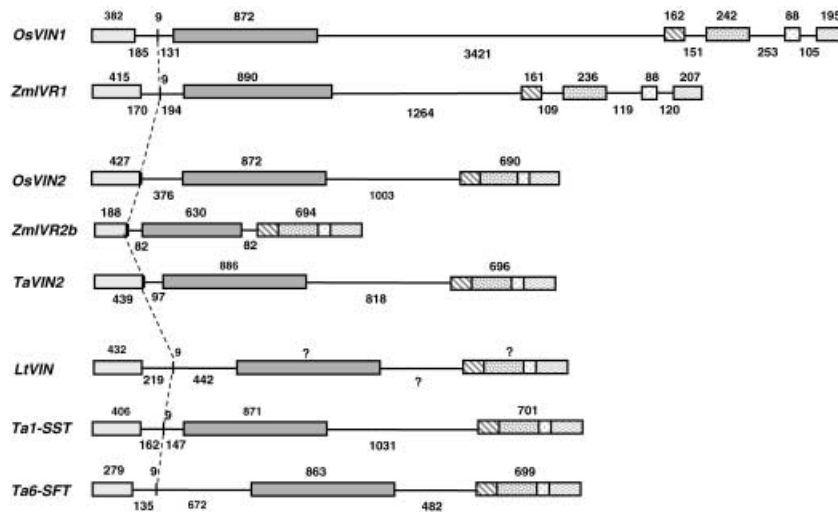 382 9 872 162 242 88 195
OsVIN1
185 131 3421 151 253 105
415 9 890 161 236 88 207
ZmIVR1
170 194 1264 109 119 120
427 872 690
OsVIN2
376 1003
188 630 694
ZmIVR2b
82 82
886 696
TaVIN2
439 97 818
432 9 ? ?
LtVIN
219 442 ?
406 9 871 701
Ta1-SST
162 147 1031
279 9 863 699
Ta6-SFT
135 672 482